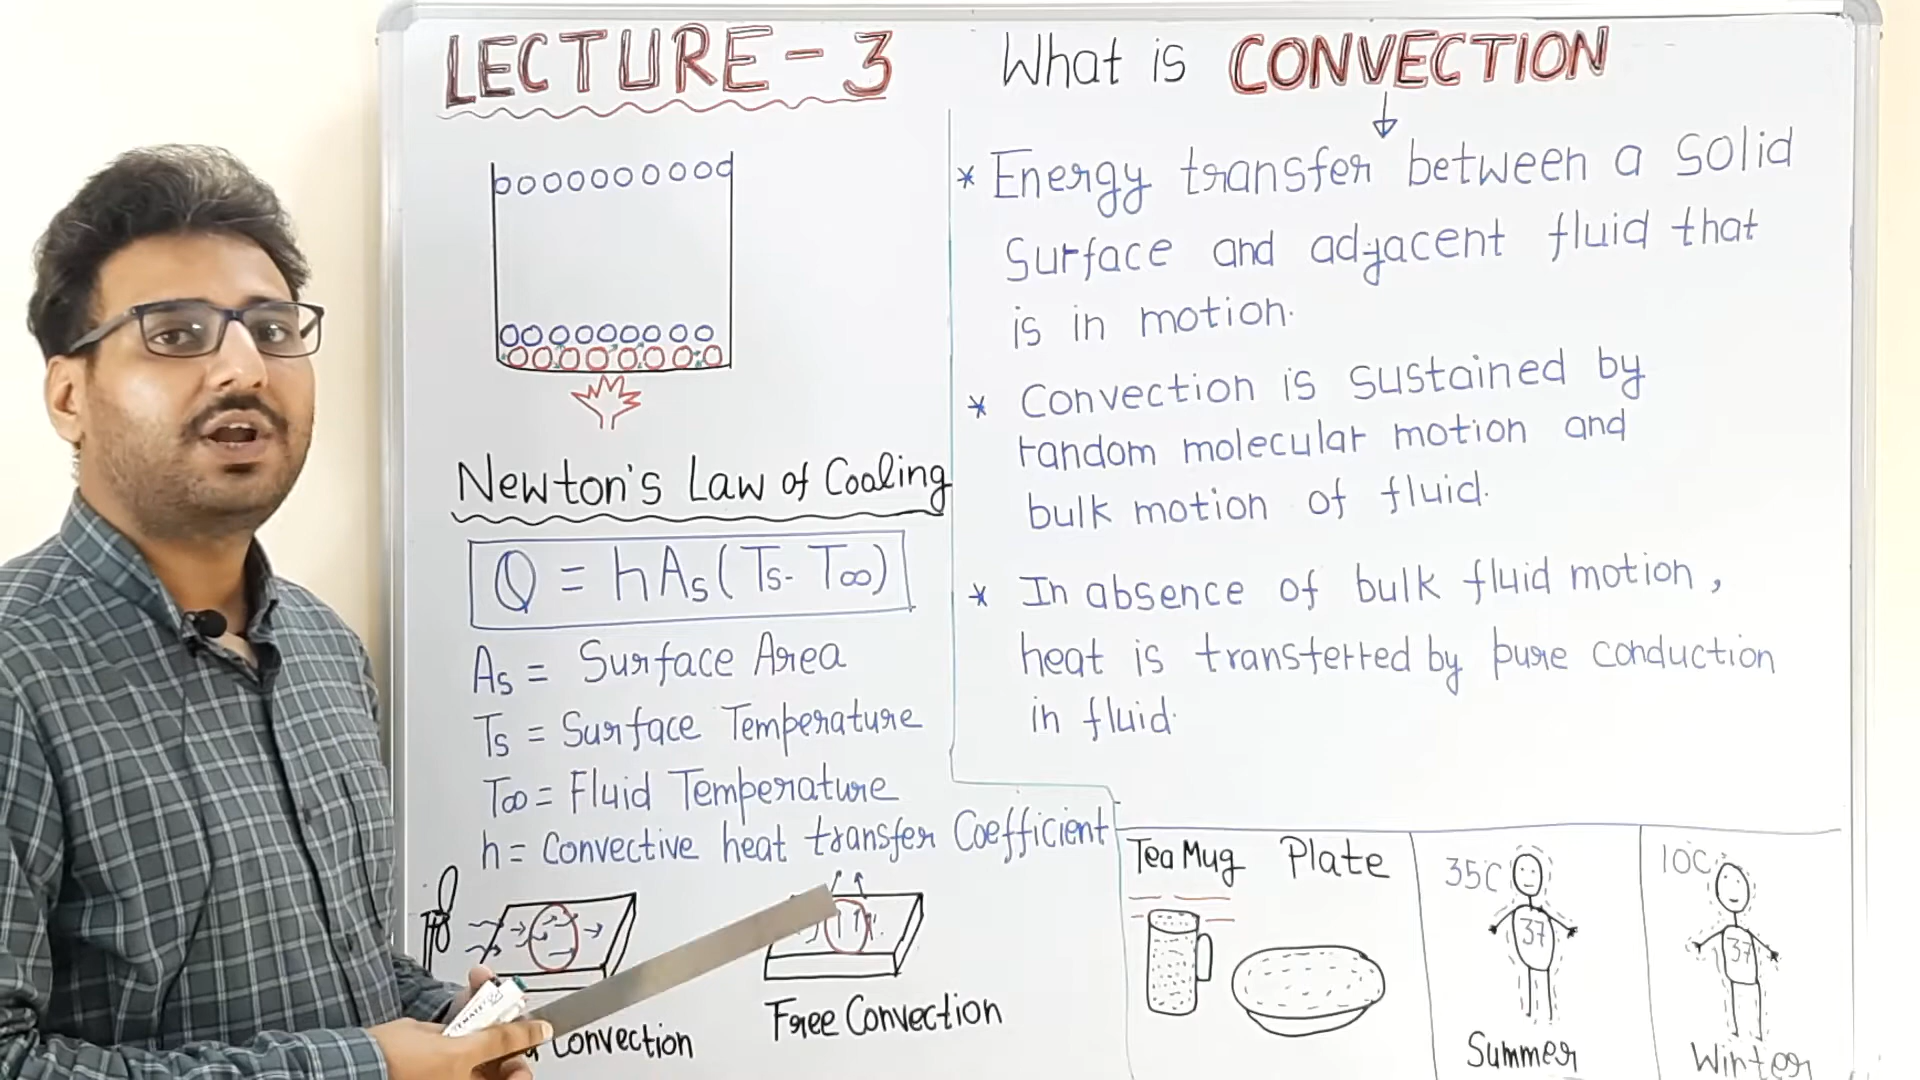 LECTURE - 3
Newton's Law of Cooling
Q = hAs(Ts - T∞)
As = Surface Area
Ts = Surface Temperature
T∞ = Fluid Temperature
h = Convective heat transfer Coefficient
Convection
Free Convection
What is CONVECTION
* Energy transfer between a solid
Surface and adjacent fluid that
is in motion.
* Convection is sustained by
random molecular motion and
bulk motion of fluid.
* In absence of bulk fluid motion,
heat is transferred by pure conduction
in fluid.
Tea Mug Plate
35C
37
Summer
10C
37
Winter